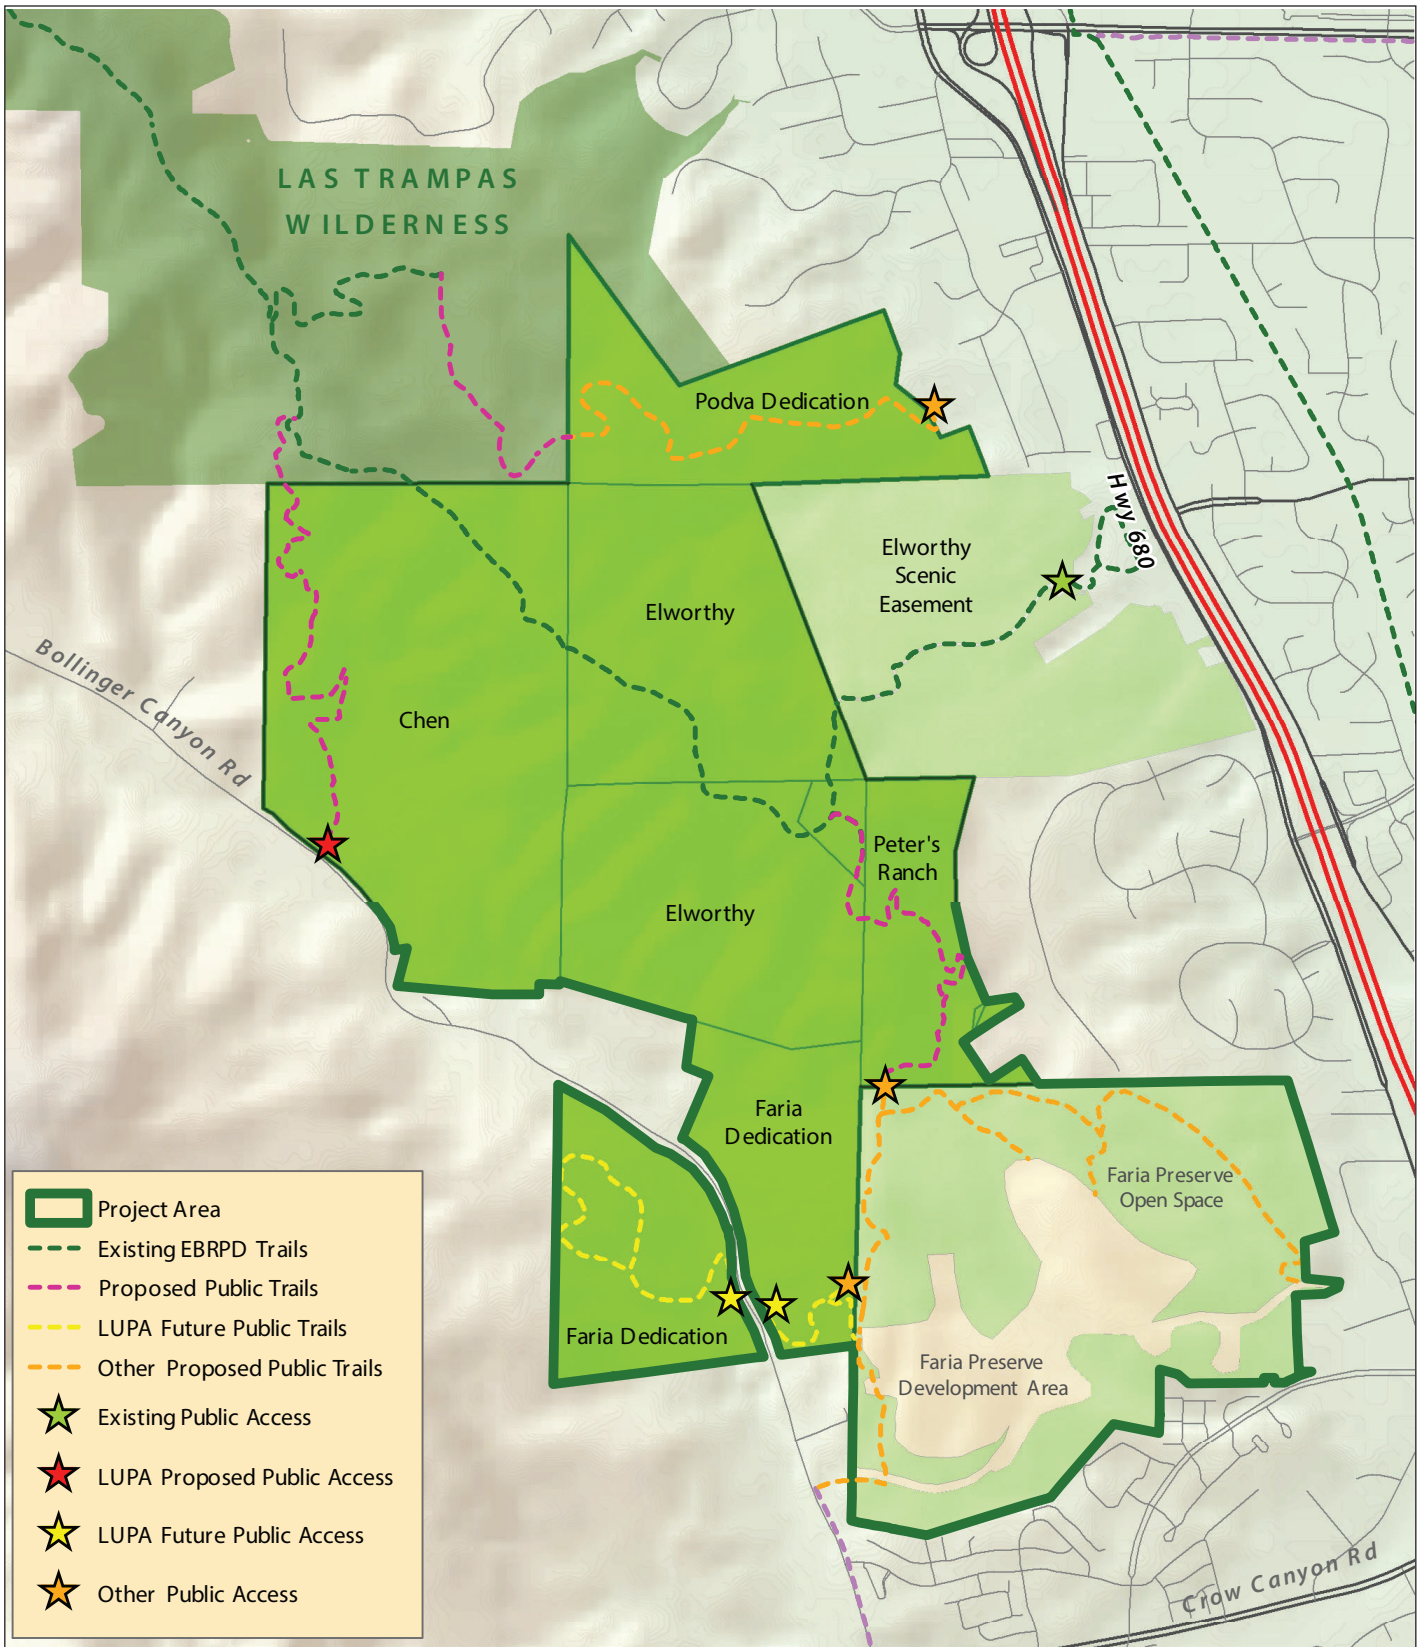 LAS TRAMPAS
WILDERNESS
Podva Dedication
Hwy 680
Elworthy
Scenic
Easement
Elworthy
Bollinger Canyon Rd
Chen
Peter's
Ranch
Elworthy
Faria
Dedication
Faria Preserve
Open Space
Faria Dedication
Faria Preserve
Development Area
Crow Canyon Rd
Project Area
Existing EBRPD Trails
Proposed Public Trails
LUPA Future Public Trails
Other Proposed Public Trails
Existing Public Access
LUPA Proposed Public Access
LUPA Future Public Access
Other Public Access